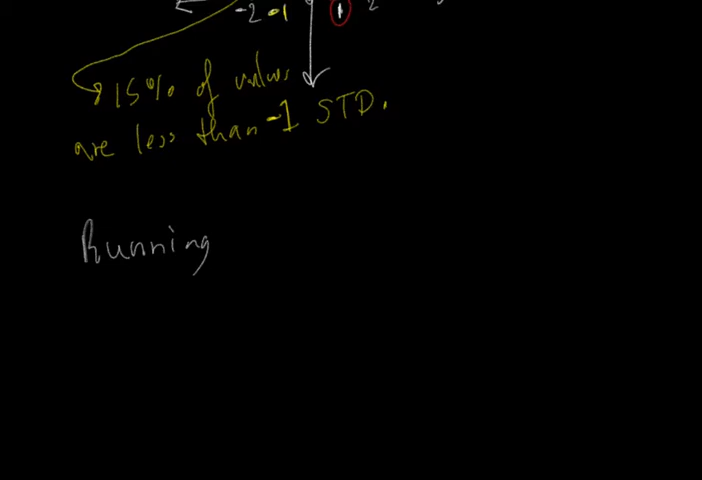 -2 -1 1 2
15% of values
are less than -1 STD.
Running